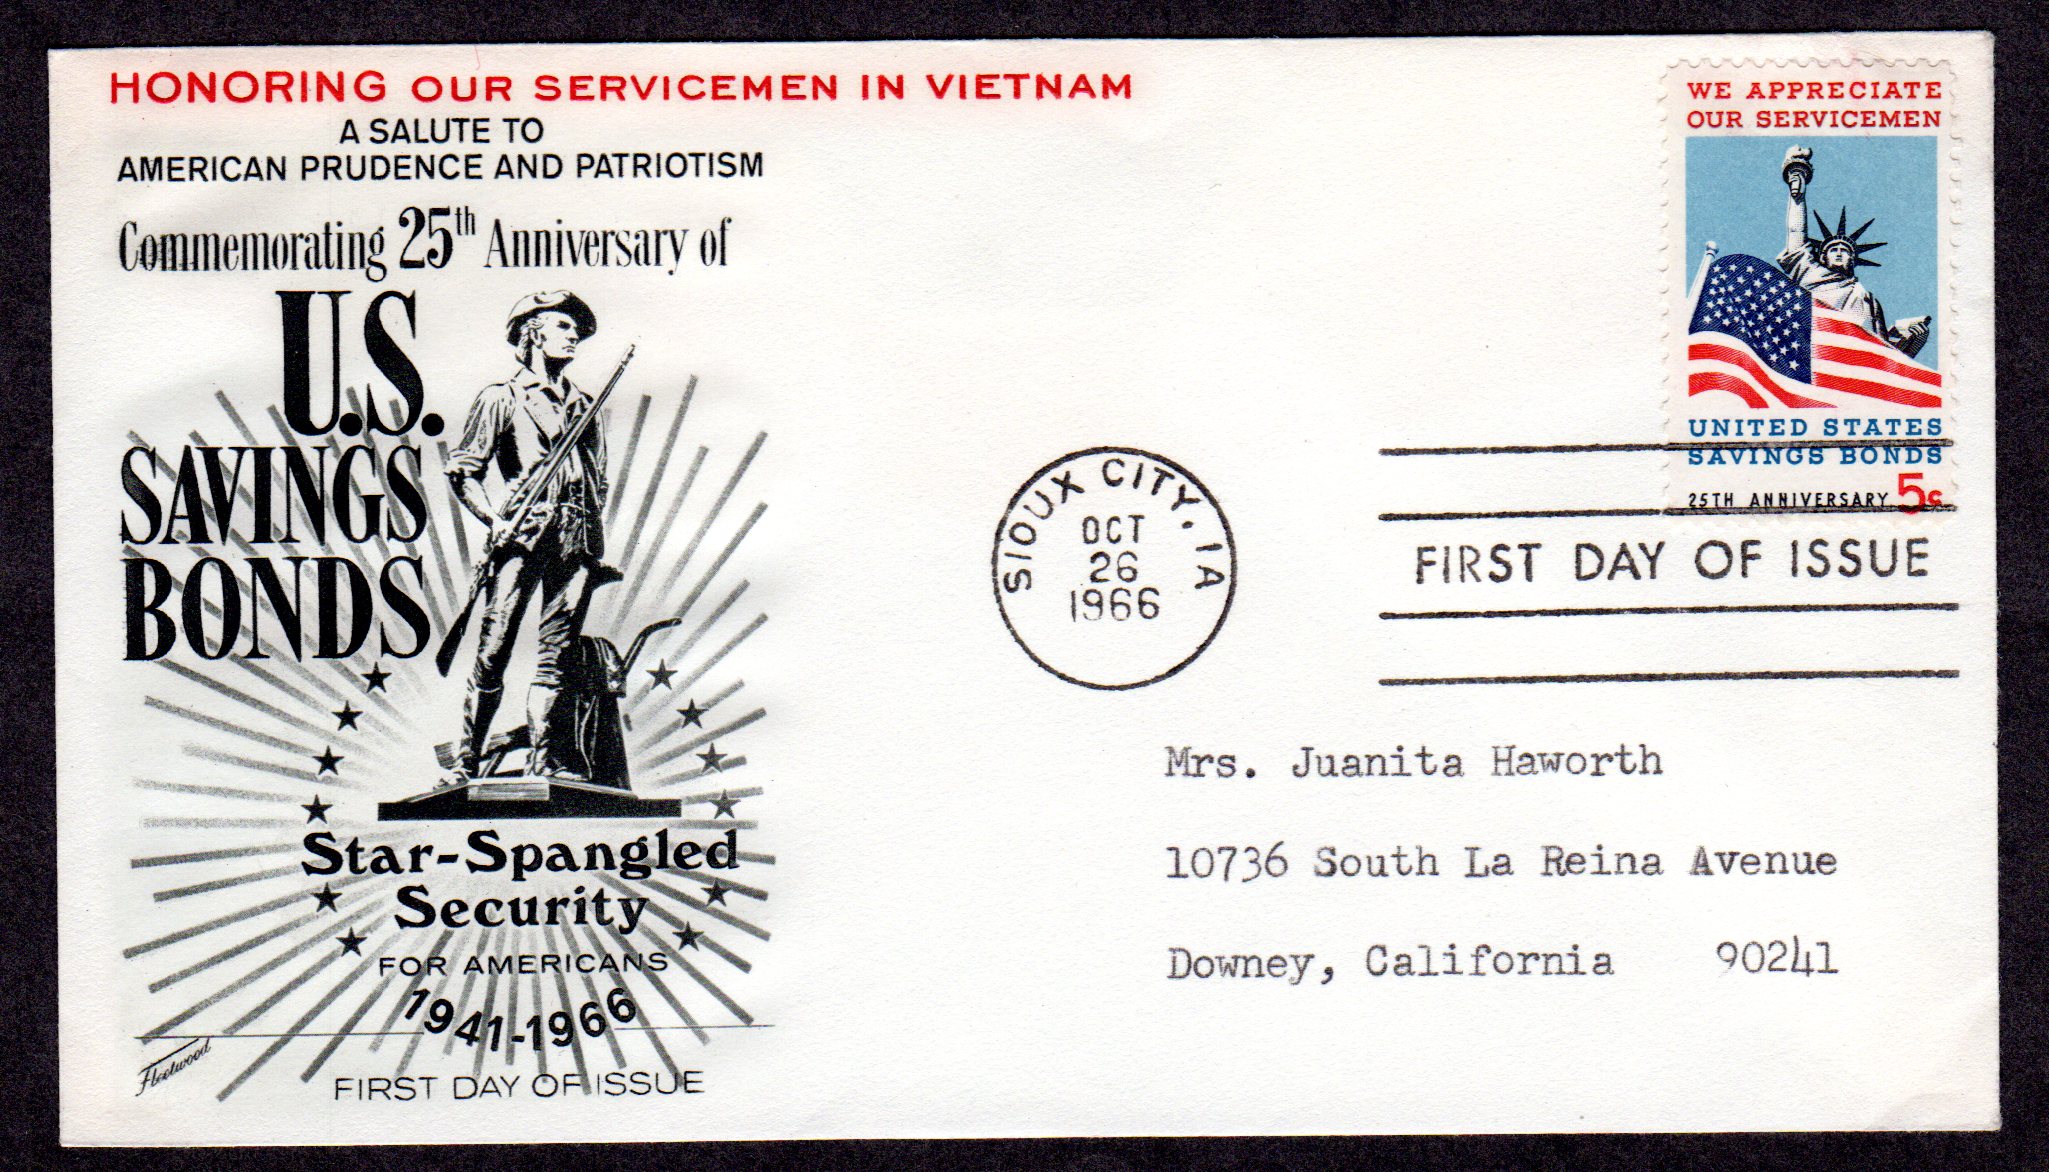 HONORING OUR SERVICEMEN IN VIETNAM
A SALUTE TO
AMERICAN PRUDENCE AND PATRIOTISM
Commemorating 25th Anniversary of
U.S.
SAVINGS
BONDS
Star-Spangled
Security
FOR AMERICANS
1941-1966
Fleetwood
FIRST DAY OF ISSUE
WE APPRECIATE
OUR SERVICEMEN
UNITED STATES
SAVINGS BONDS
25TH ANNIVERSARY 5c
SIOUX CITY, IA
OCT
26
1966
FIRST DAY OF ISSUE
Mrs. Juanita Haworth
10736 South La Reina Avenue
Downey, California 90241